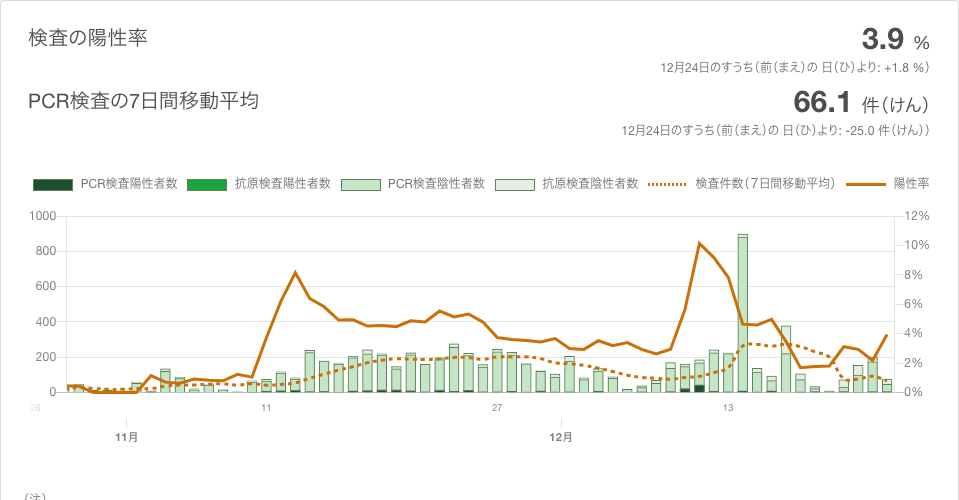 検査の陽性率
3.9 %
12月24日のすうち(前(まえ)の 日(ひ)より: +1.8 %)
PCR検査の7日間移動平均
66.1 件(けん)
12月24日のすうち(前(まえ)の 日(ひ)より: -25.0 件(けん))
PCR検査陽性者数 抗原検査陽性者数 PCR検査陰性者数 抗原検査陰性者数 検査件数(7日間移動平均) 陽性率
1000 12%
800 10%
600 8%
6%
400 4%
200 2%
0 0%
26 11 27 13
11月 12月
(注)